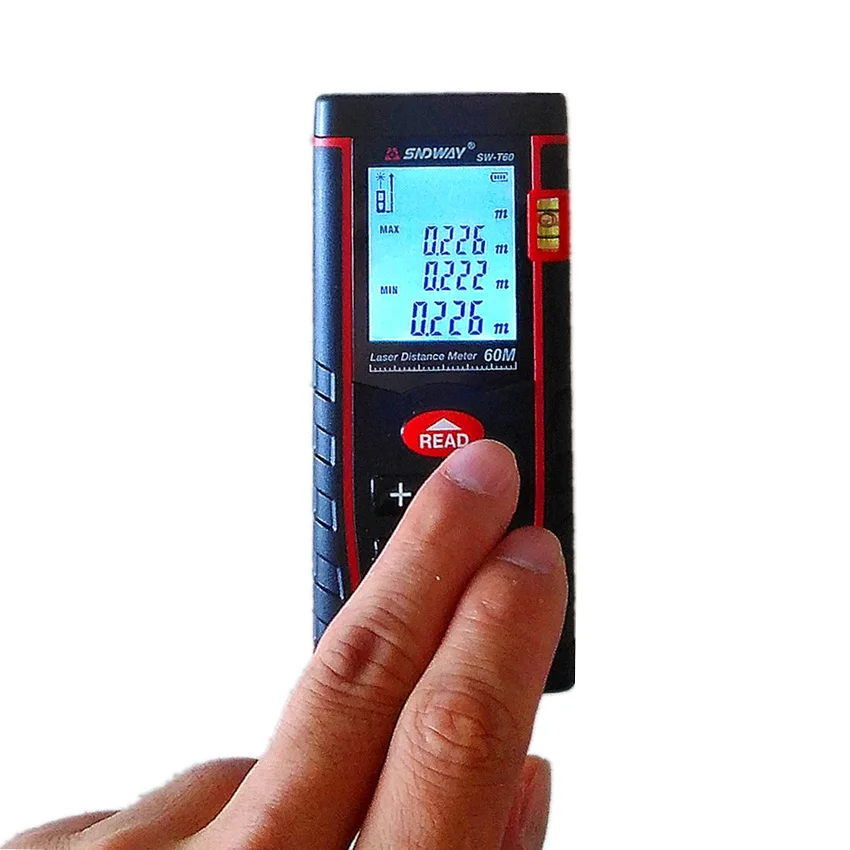 SNDWAY®
SW-T60
m
MAX 0.226 m
0.222 m
MIN
0.226 m
Laser Distance Meter 60M
READ
+